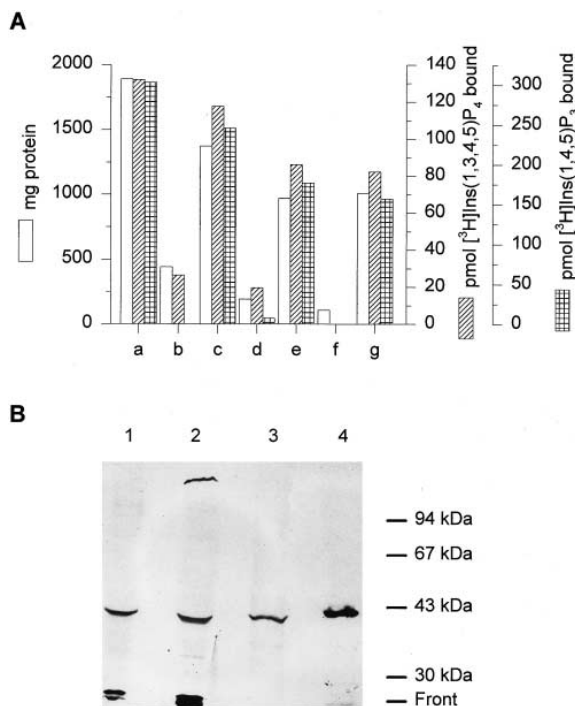 A
2000
1500
1000
500
0
mg protein
a b c d e f g
140
120
100
80
60
40
20
0
pmol [³H]Ins(1,3,4,5)P₄ bound
300
250
200
150
100
50
0
pmol [³H]Ins(1,4,5)P₃ bound
B
1 2 3 4
94 kDa
67 kDa
43 kDa
30 kDa
Front